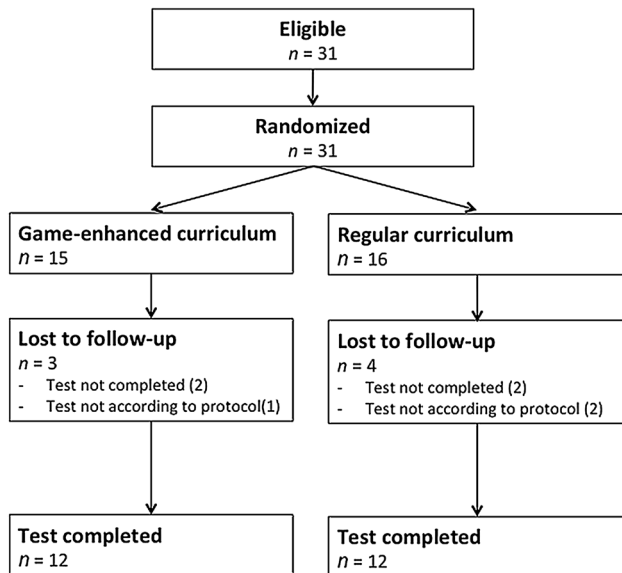 Eligible
n = 31
Randomized
n = 31
Game-enhanced curriculum
n = 15
Regular curriculum
n = 16
Lost to follow-up
n = 3
- Test not completed (2)
- Test not according to protocol(1)
Lost to follow-up
n = 4
- Test not completed (2)
- Test not according to protocol (2)
Test completed
n = 12
Test completed
n = 12